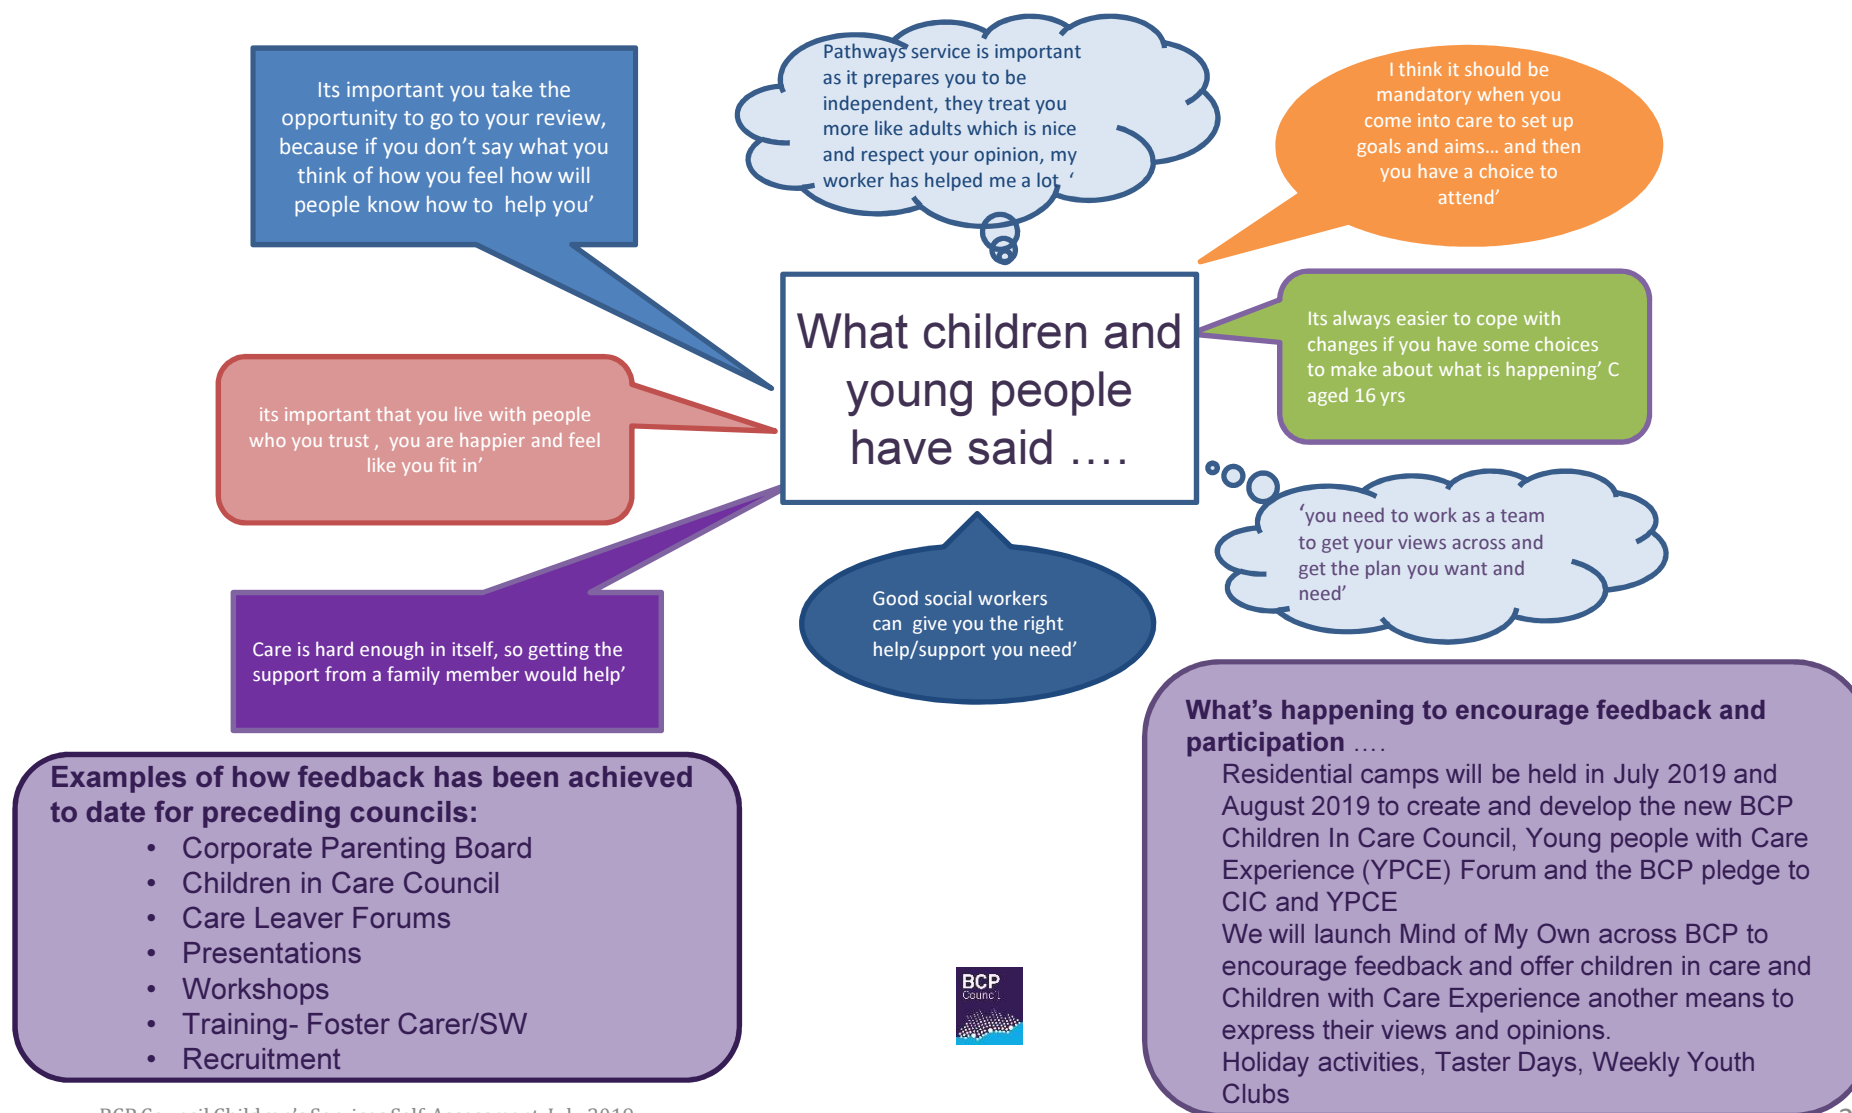 Its important you take the
opportunity to go to your review,
because if you don’t say what you
think of how you feel how will
people know how to  help you’
Pathways service is important
as it prepares you to be
independent, they treat you
more like adults which is nice
and respect your opinion, my
worker has helped me a lot  ‘
I think it should be
mandatory when you
come into care to set up
goals and aims… and then
you have a choice to
attend’
What children and
young people
have said ….
Its always easier to cope with
changes if you have some choices
to make about what is happening’ C
aged 16 yrs
its important that you live with people
who you trust ,  you are happier and feel
like you fit in’
‘you need to work as a team
to get your views across and
get the plan you want and
need’
Good social workers
can  give you the right
help/support you need’
Care is hard enough in itself, so getting the
support from a family member would help’
Examples of how feedback has been achieved
to date for preceding councils:
• Corporate Parenting Board
• Children in Care Council
• Care Leaver Forums
• Presentations
• Workshops
• Training- Foster Carer/SW
• Recruitment
BCP
Council
What’s happening to encourage feedback and
participation ….
Residential camps will be held in July 2019 and
August 2019 to create and develop the new BCP
Children In Care Council, Young people with Care
Experience (YPCE) Forum and the BCP pledge to
CIC and YPCE
We will launch Mind of My Own across BCP to
encourage feedback and offer children in care and
Children with Care Experience another means to
express their views and opinions.
Holiday activities, Taster Days, Weekly Youth
Clubs
BCP Council Children’s Services Self-Assessment July 2019